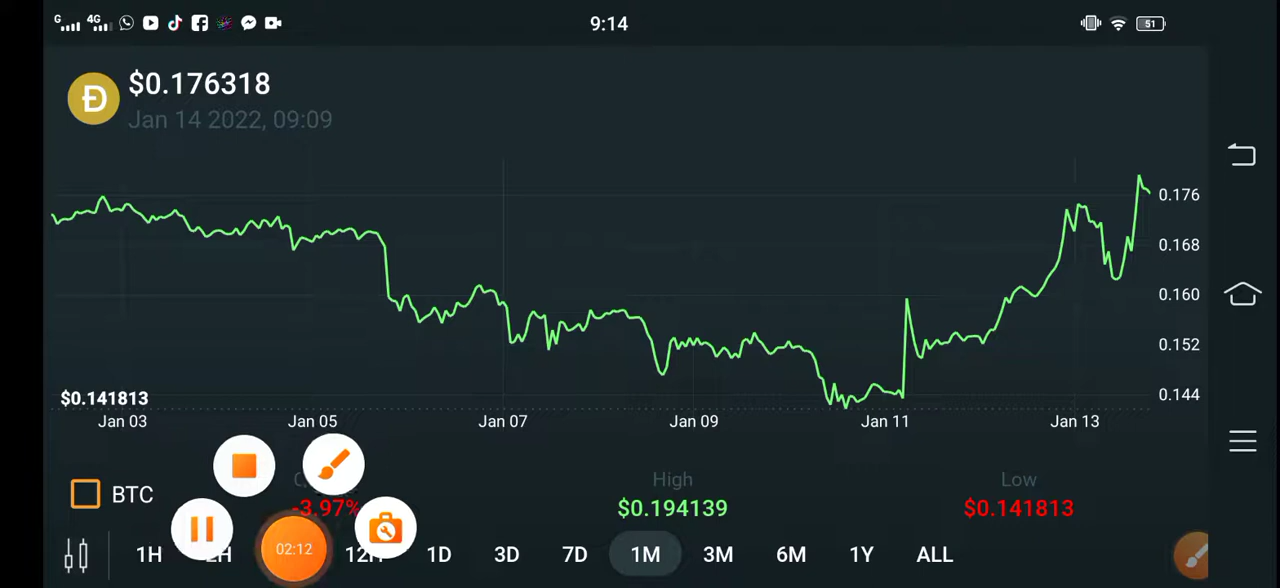 G 4G 9:14 51
Ð $0.176318
Jan 14 2022, 09:09
0.176
0.168
0.160
0.152
0.144
$0.141813
Jan 03 Jan 05 Jan 07 Jan 09 Jan 11 Jan 13
BTC
High Low
-3.97% $0.194139 $0.141813
02:12
1H 1D 3D 7D 1M 3M 6M 1Y ALL